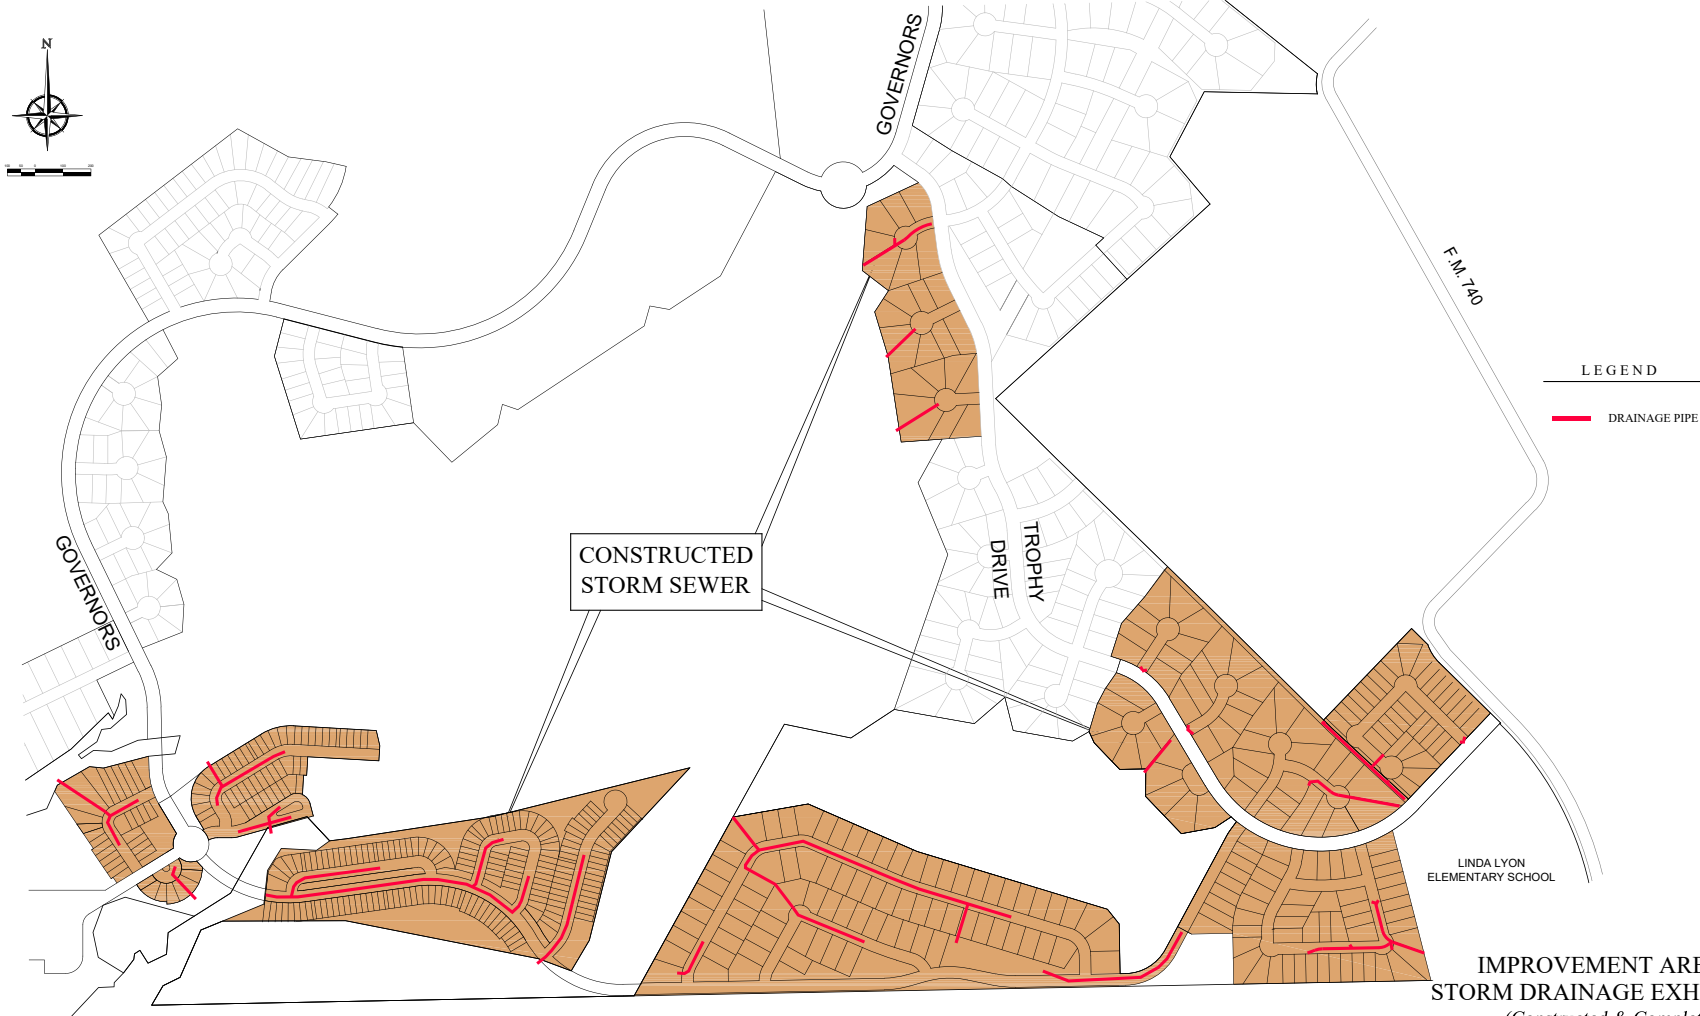 N
GOVERNORS
F.M. 740
LEGEND
DRAINAGE PIPE
CONSTRUCTED
STORM SEWER
TROPHY
DRIVE
GOVERNORS
LINDA LYON
ELEMENTARY SCHOOL
IMPROVEMENT ARE
STORM DRAINAGE EXH